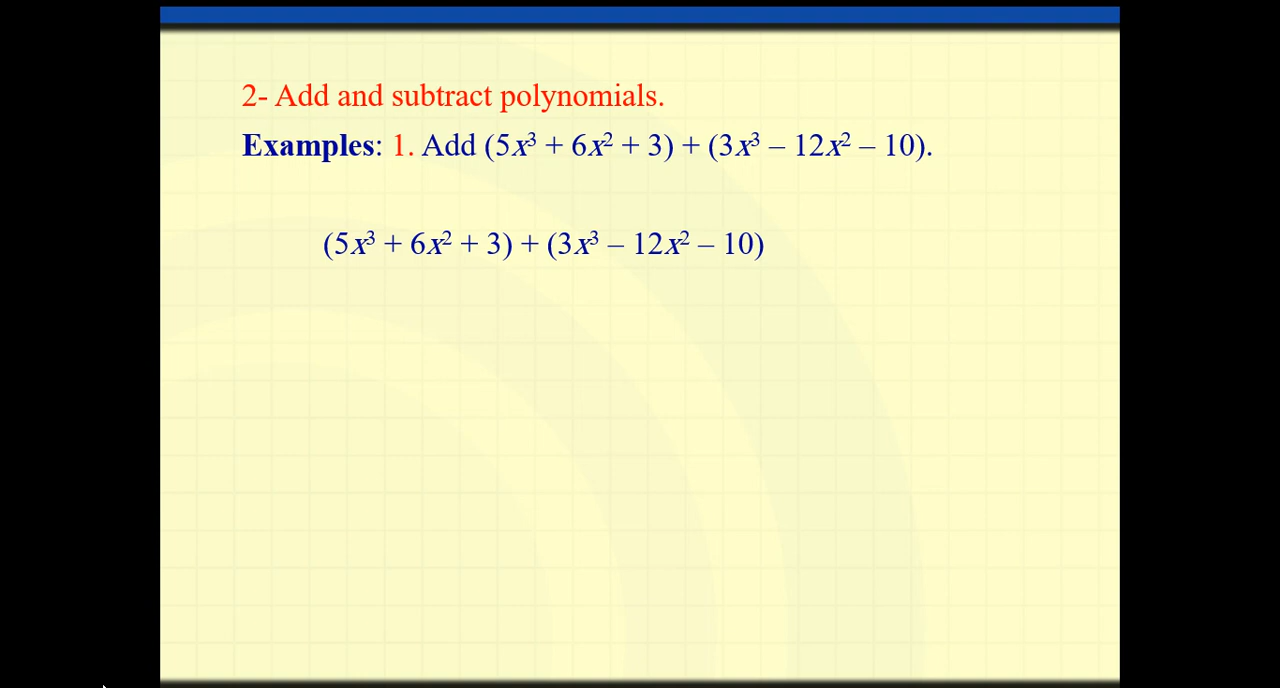 2- Add and subtract polynomials.
Examples: 1. Add (5x³ + 6x² + 3) + (3x³ – 12x² – 10).
(5x³ + 6x² + 3) + (3x³ – 12x² – 10)